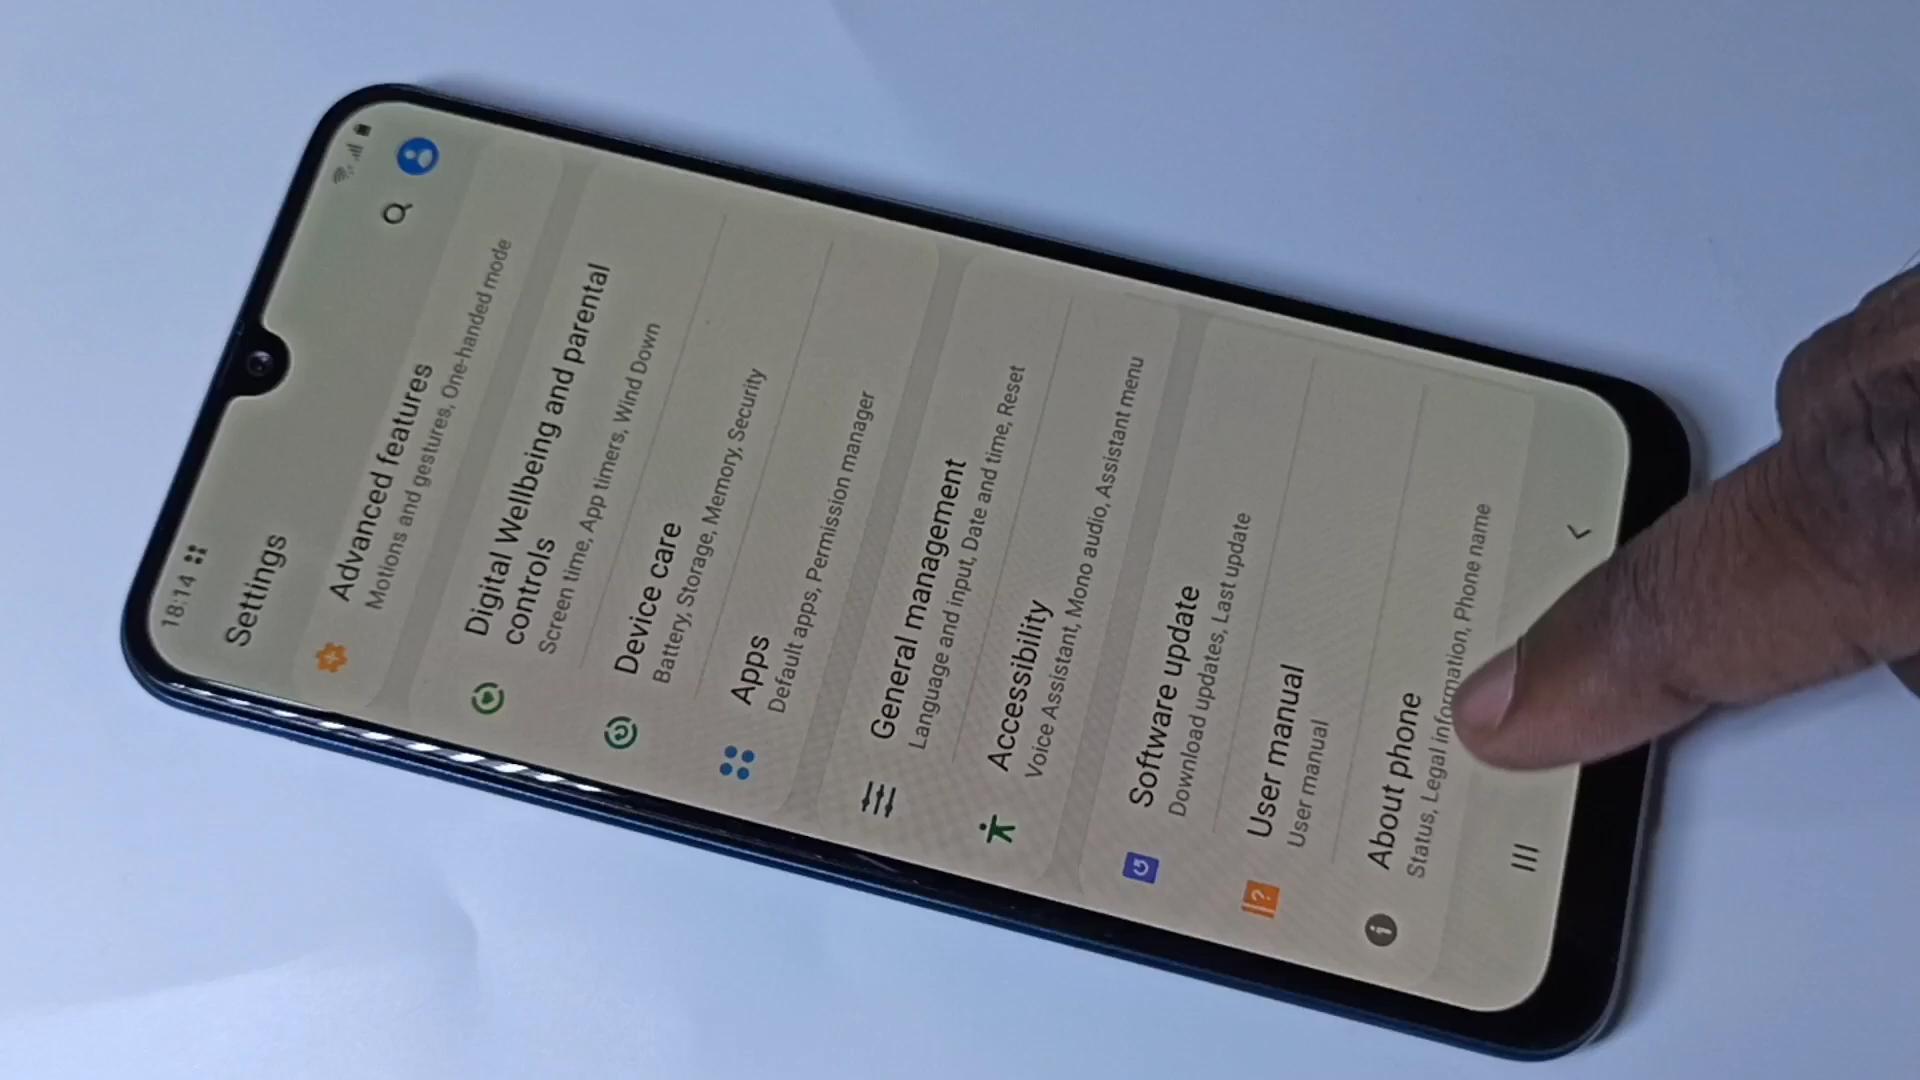 18:14
Settings
Advanced features
Motions and gestures, One-handed mode
Digital Wellbeing and parental
controls
Screen time, App timers, Wind Down
Device care
Battery, Storage, Memory, Security
Apps
Default apps, Permission manager
General management
Language and input, Date and time, Reset
Accessibility
Voice Assistant, Mono audio, Assistant menu
Software update
Download updates, Last update
User manual
User manual
About phone
Status, Legal information, Phone name